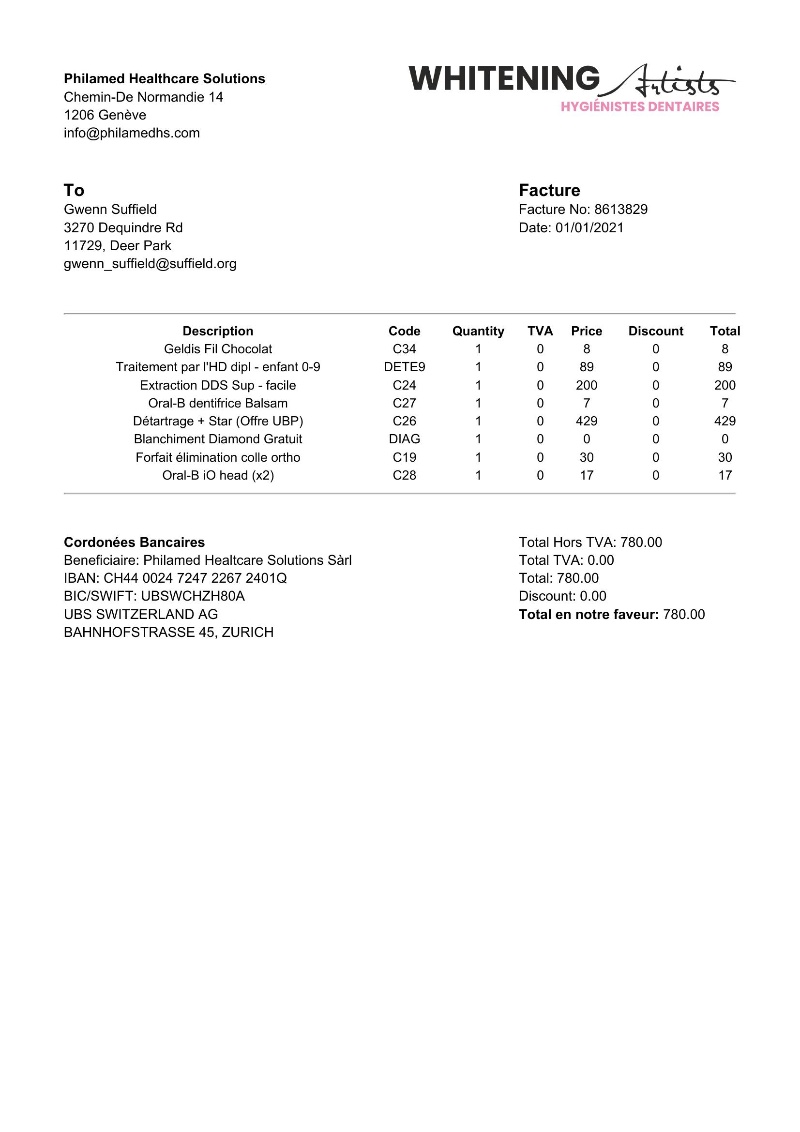 Philamed Healthcare Solutions
Chemin-De Normandie 14
1206 Genève
info@philamedhs.com
WHITENING Artists
HYGIÉNISTES DENTAIRES
To
Gwenn Suffield
3270 Dequindre Rd
11729, Deer Park
gwenn_suffield@suffield.org
Facture
Facture No: 8613829
Date: 01/01/2021
Description Code Quantity TVA Price Discount Total
Geldis Fil Chocolat C34 1 0 8 0 8
Traitement par l'HD dipl - enfant 0-9 DETE9 1 0 89 0 89
Extraction DDS Sup - facile C24 1 0 200 0 200
Oral-B dentifrice Balsam C27 1 0 7 0 7
Détartrage + Star (Offre UBP) C26 1 0 429 0 429
Blanchiment Diamond Gratuit DIAG 1 0 0 0 0
Forfait élimination colle ortho C19 1 0 30 0 30
Oral-B iO head (x2) C28 1 0 17 0 17
Cordonées Bancaires
Beneficiaire: Philamed Healtcare Solutions Sàrl
IBAN: CH44 0024 7247 2267 2401Q
BIC/SWIFT: UBSWCHZH80A
UBS SWITZERLAND AG
BAHNHOFSTRASSE 45, ZURICH
Total Hors TVA: 780.00
Total TVA: 0.00
Total: 780.00
Discount: 0.00
Total en notre faveur: 780.00